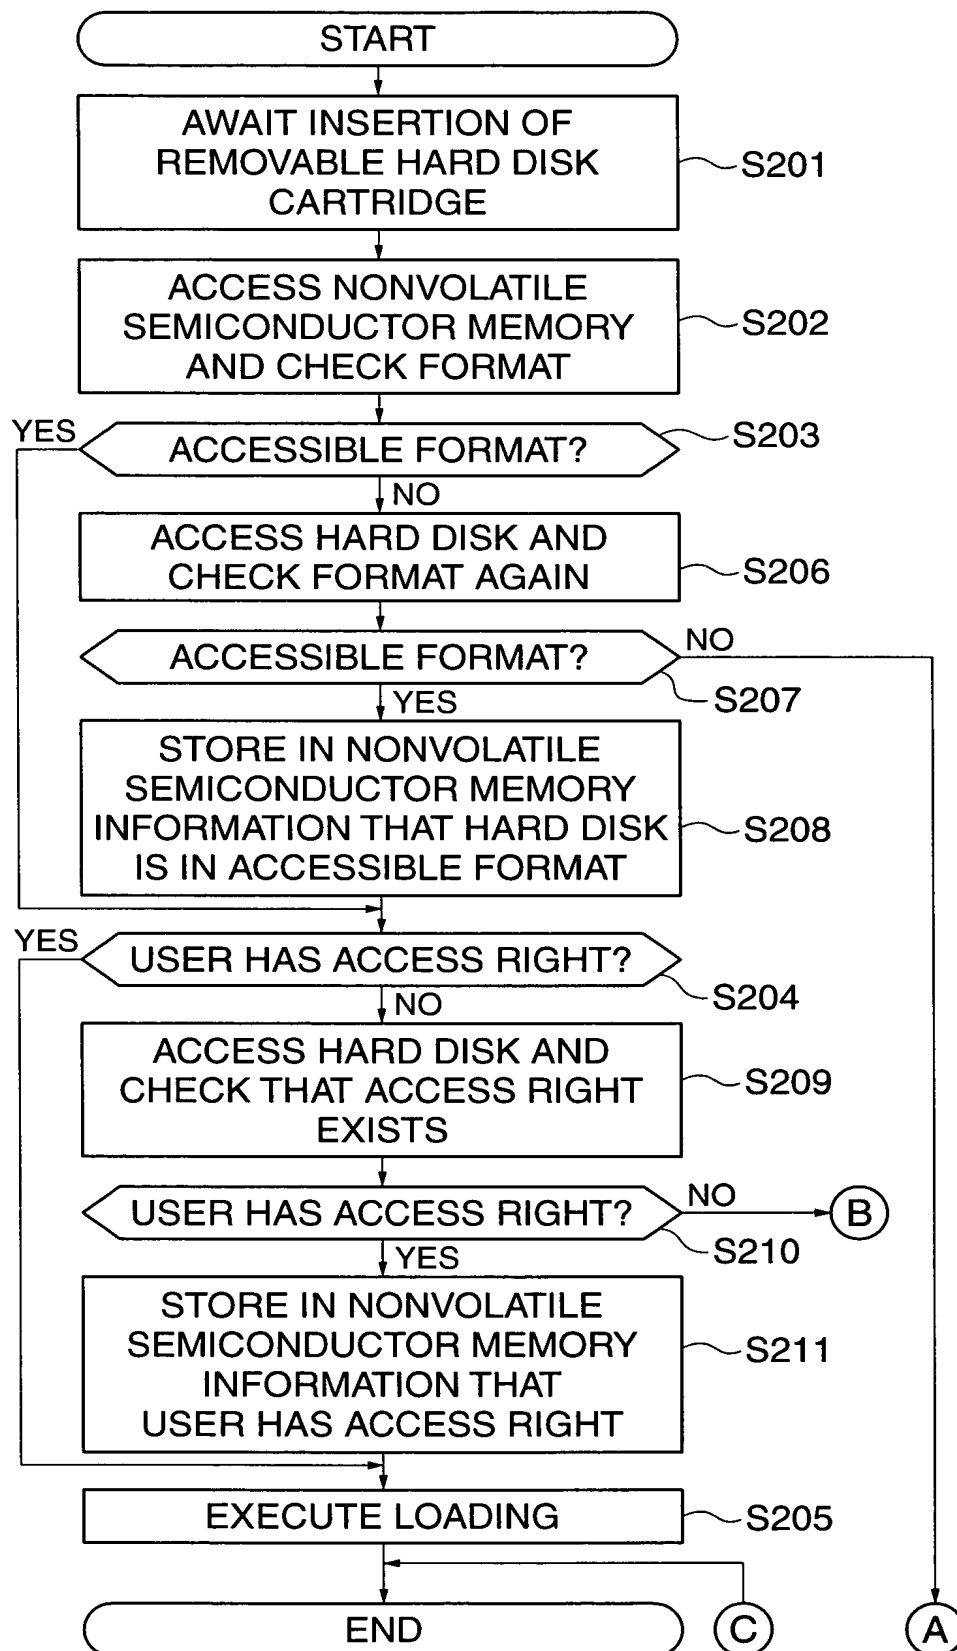 START
AWAIT INSERTION OF
REMOVABLE HARD DISK
CARTRIDGE
S201
ACCESS NONVOLATILE
SEMICONDUCTOR MEMORY
AND CHECK FORMAT
S202
YES
ACCESSIBLE FORMAT?
S203
NO
ACCESS HARD DISK AND
CHECK FORMAT AGAIN
S206
ACCESSIBLE FORMAT?
NO
S207
YES
STORE IN NONVOLATILE
SEMICONDUCTOR MEMORY
INFORMATION THAT HARD DISK
IS IN ACCESSIBLE FORMAT
S208
YES
USER HAS ACCESS RIGHT?
S204
NO
ACCESS HARD DISK AND
CHECK THAT ACCESS RIGHT
EXISTS
S209
USER HAS ACCESS RIGHT?
NO
B
S210
YES
STORE IN NONVOLATILE
SEMICONDUCTOR MEMORY
INFORMATION THAT
USER HAS ACCESS RIGHT
S211
EXECUTE LOADING
S205
END
C
A